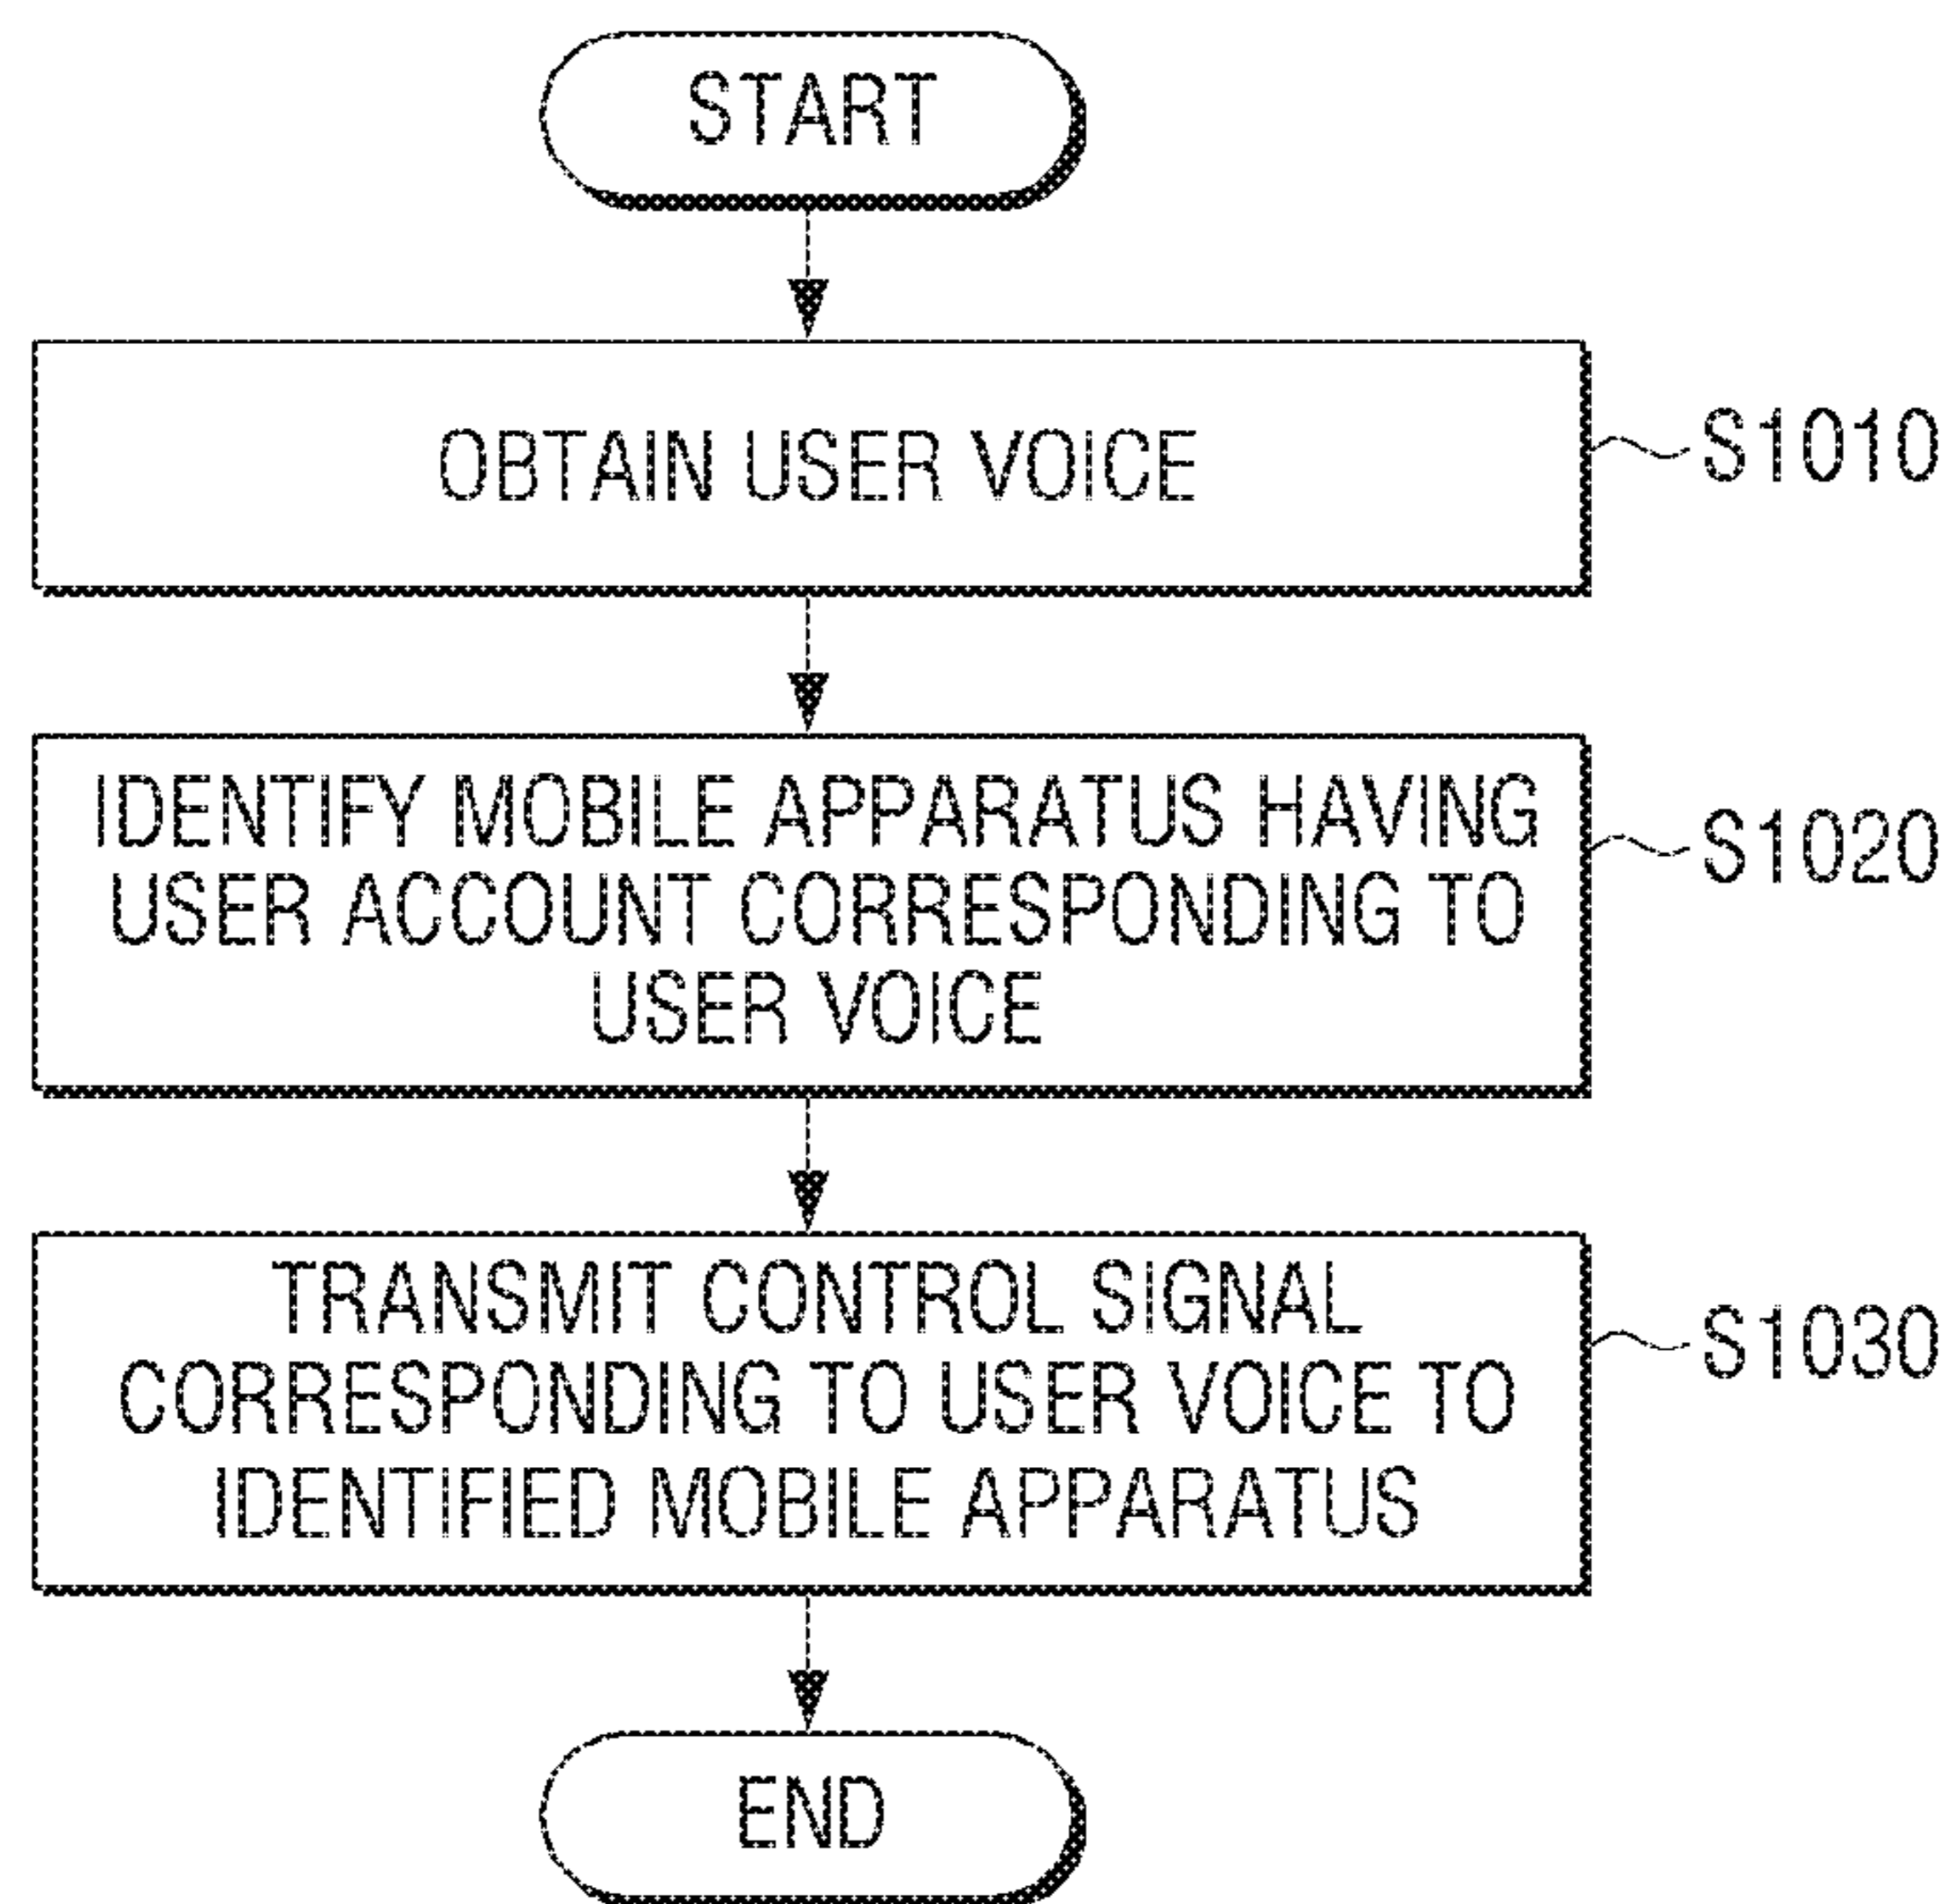 START
OBTAIN USER VOICE
S1010
IDENTIFY MOBILE APPARATUS HAVING
USER ACCOUNT CORRESPONDING TO
USER VOICE
S1020
TRANSMIT CONTROL SIGNAL
CORRESPONDING TO USER VOICE TO
IDENTIFIED MOBILE APPARATUS
S1030
END